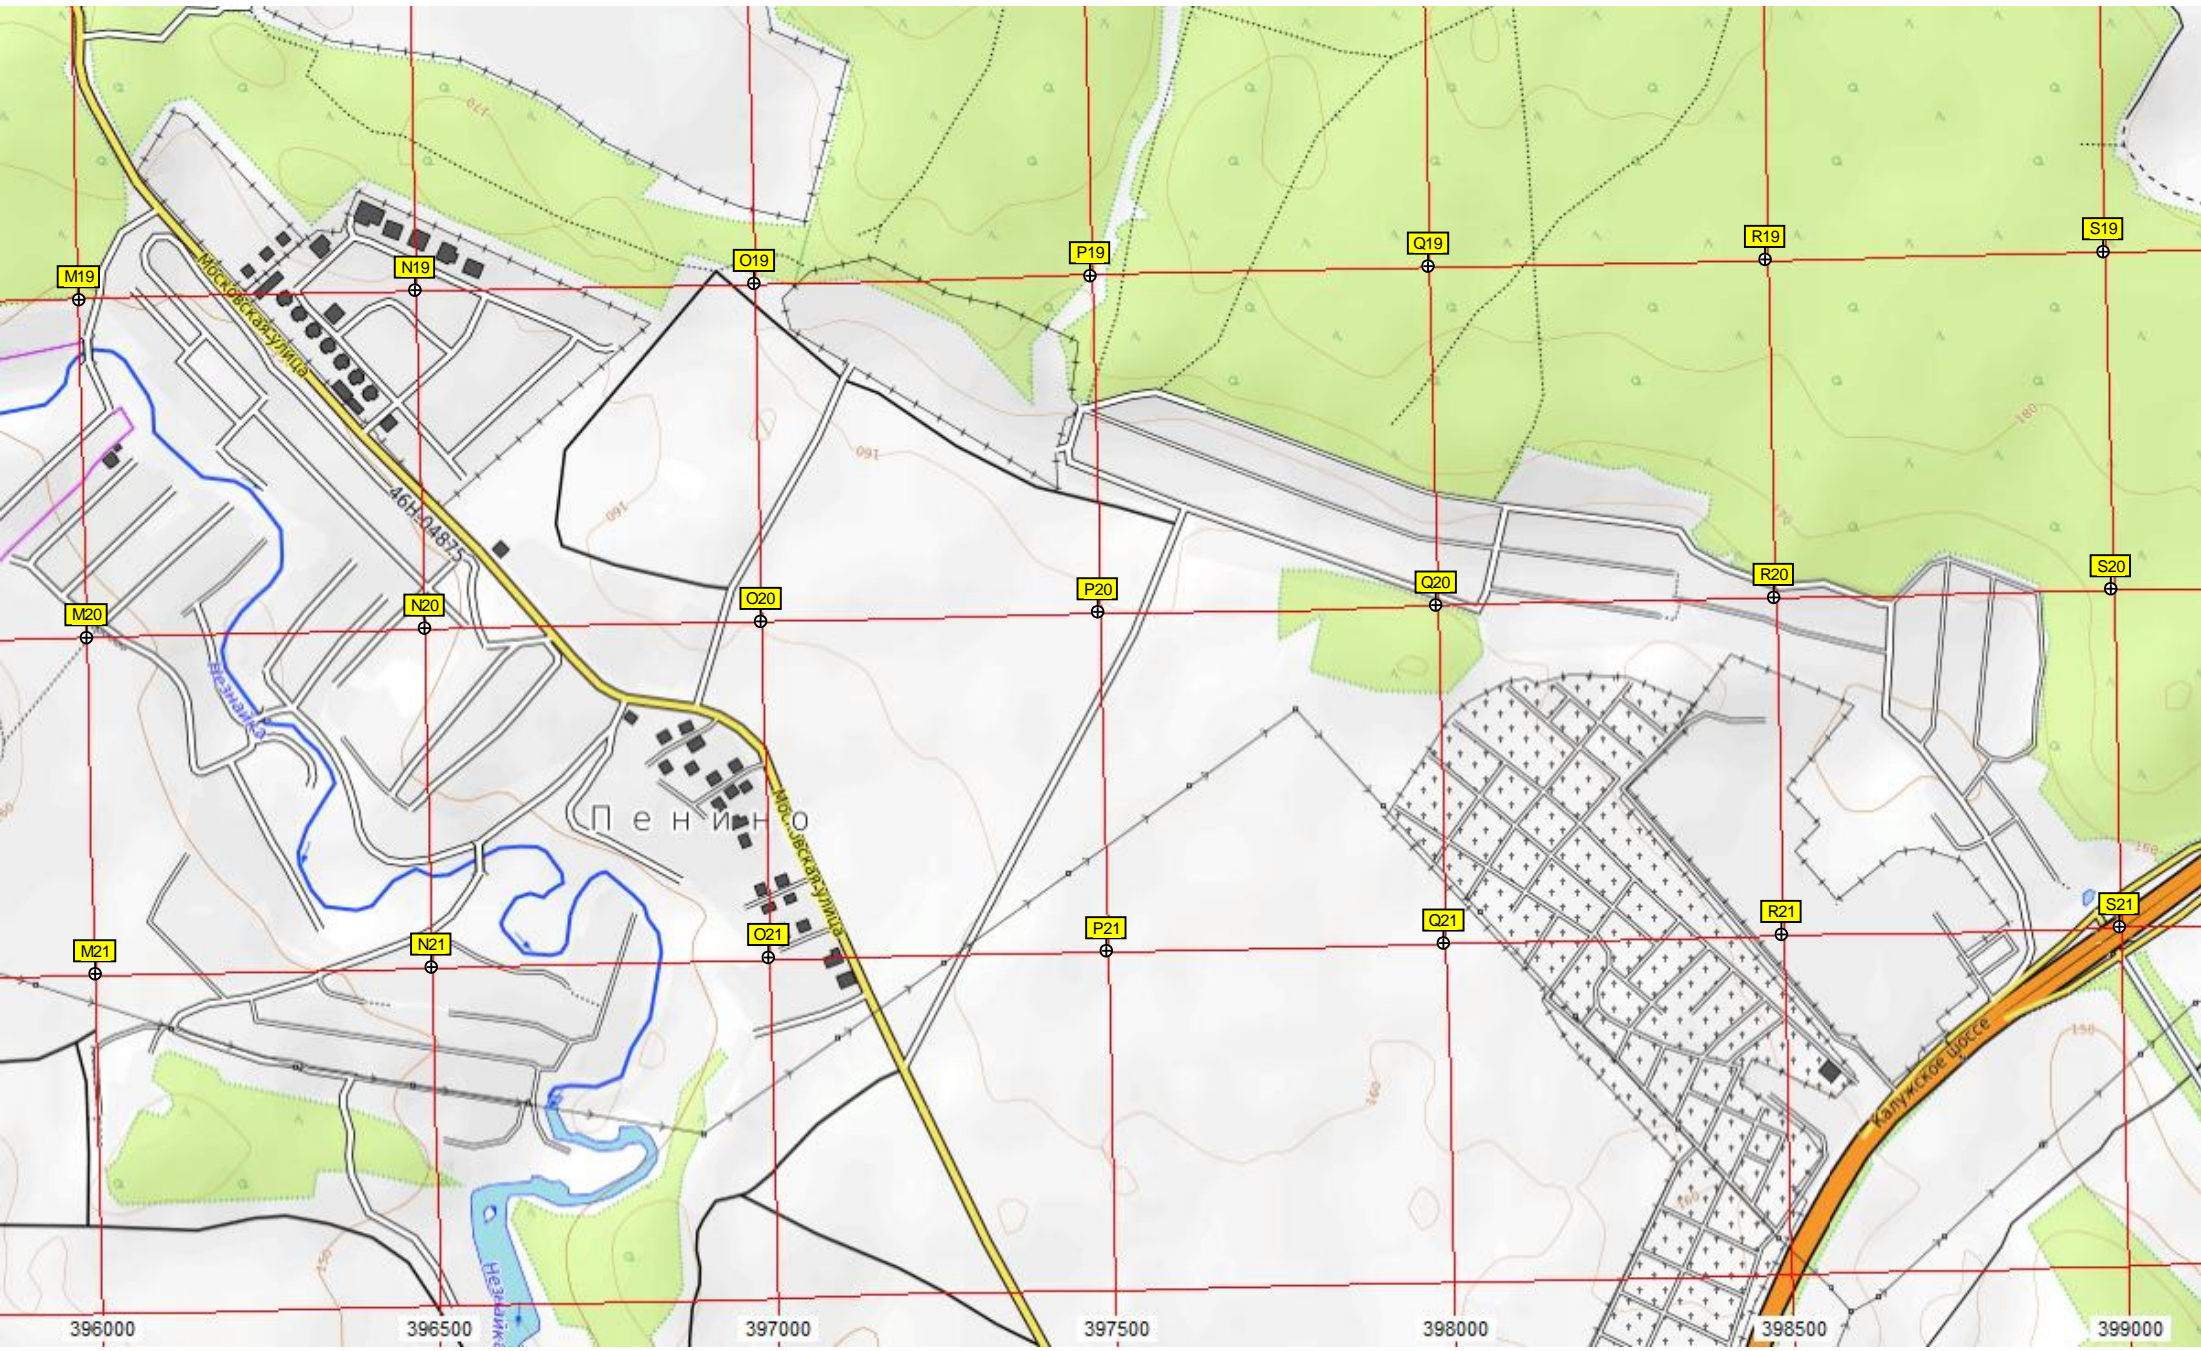 170
Московская улица
S19
R19
Q19
P19
O19
N19
M19
180
160
160
46Н-04875
170
S20
R20
Q20
P20
O20
N20
M20
Незнайка
Пенино
Московская улица
160
S21
R21
Q21
P21
O21
N21
M21
Калужское шоссе
150
160
160
150
Незнайка
396000 396500 397000 397500 398000 398500 399000